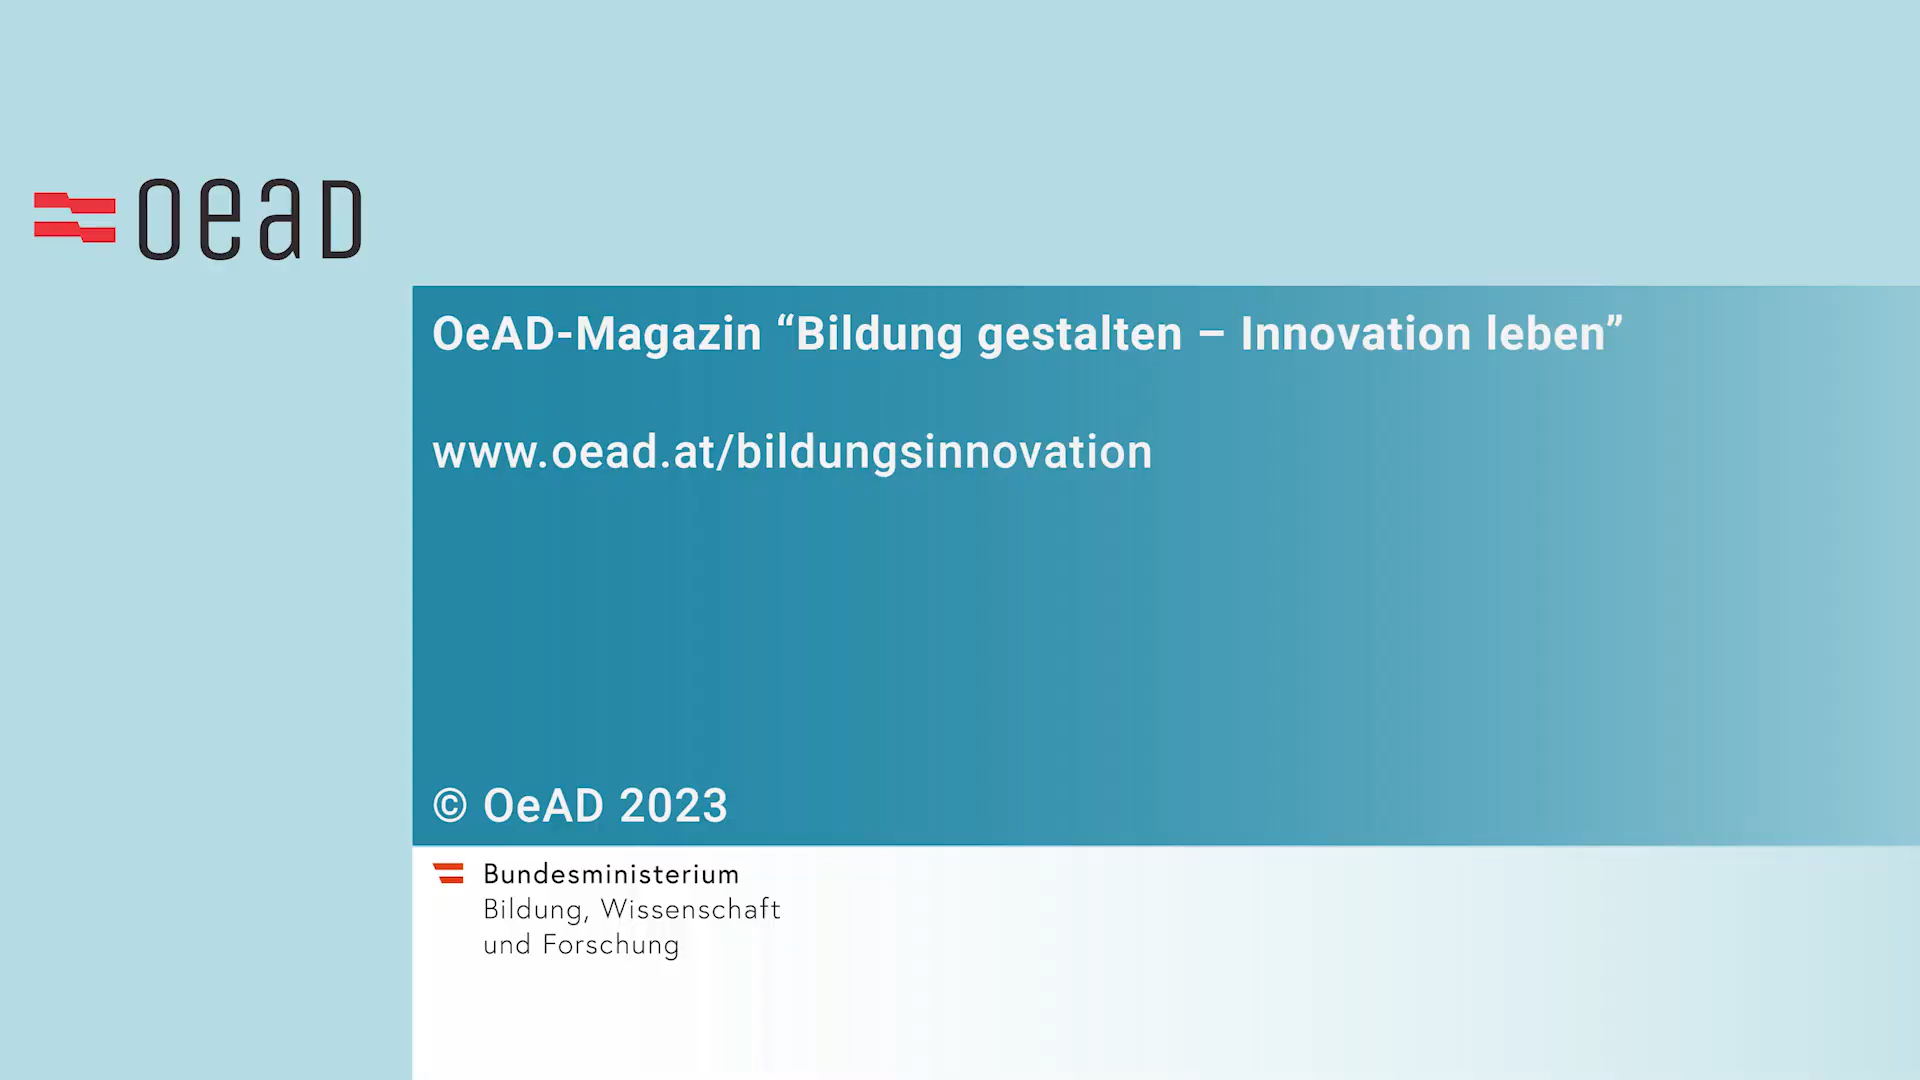 oeaD
OeAD-Magazin “Bildung gestalten – Innovation leben”
www.oead.at/bildungsinnovation
© OeAD 2023
Bundesministerium
Bildung, Wissenschaft
und Forschung